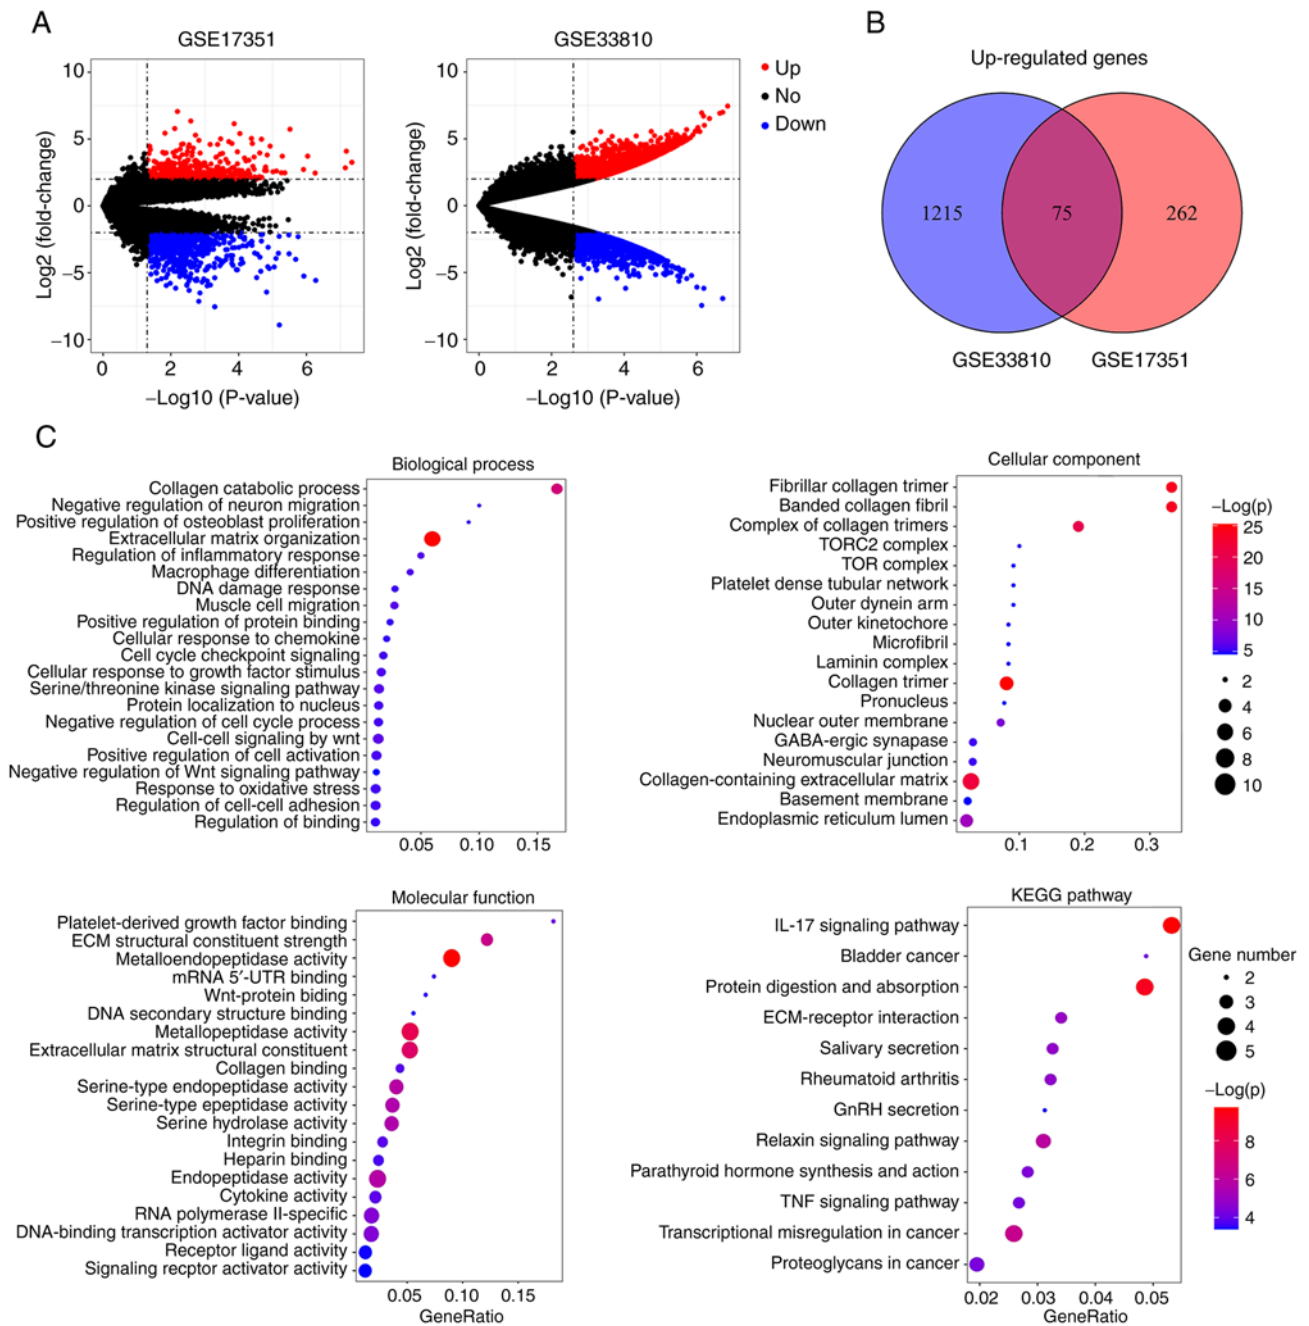 A
GSE17351
GSE33810
Up
No
Down
Log2 (fold-change)
10
5
0
−5
−10
0 2 4 6
−Log10 (P-value)
Log2 (fold-change)
10
5
0
−5
−10
0 2 4 6
−Log10 (P-value)
B
Up-regulated genes
1215 75 262
GSE33810 GSE17351
C
Biological process
Collagen catabolic process
Negative regulation of neuron migration
Positive regulation of osteoblast proliferation
Extracellular matrix organization
Regulation of inflammatory response
Macrophage differentiation
DNA damage response
Muscle cell migration
Positive regulation of protein binding
Cellular response to chemokine
Cell cycle checkpoint signaling
Cellular response to growth factor stimulus
Serine/threonine kinase signaling pathway
Protein localization to nucleus
Negative regulation of cell cycle process
Cell-cell signaling by wnt
Positive regulation of cell activation
Negative regulation of Wnt signaling pathway
Response to oxidative stress
Regulation of cell-cell adhesion
Regulation of binding
0.05 0.10 0.15
Cellular component
Fibrillar collagen trimer
Banded collagen fibril
Complex of collagen trimers
TORC2 complex
TOR complex
Platelet dense tubular network
Outer dynein arm
Outer kinetochore
Microfibril
Laminin complex
Collagen trimer
Pronucleus
Nuclear outer membrane
GABA-ergic synapase
Neuromuscular junction
Collagen-containing extracellular matrix
Basement membrane
Endoplasmic reticulum lumen
0.1 0.2 0.3
−Log(p)
25
20
15
10
5
2
4
6
8
10
Molecular function
Platelet-derived growth factor binding
ECM structural constituent strength
Metalloendopeptidase activity
mRNA 5′-UTR binding
Wnt-protein biding
DNA secondary structure binding
Metallopeptidase activity
Extracellular matrix structural constituent
Collagen binding
Serine-type endopeptidase activity
Serine-type epeptidase activity
Serine hydrolase activity
Integrin binding
Heparin binding
Endopeptidase activity
Cytokine activity
RNA polymerase II-specific
DNA-binding transcription activator activity
Receptor ligand activity
Signaling recptor activator activity
0.05 0.10 0.15
GeneRatio
KEGG pathway
IL-17 signaling pathway
Bladder cancer
Protein digestion and absorption
ECM-receptor interaction
Salivary secretion
Rheumatoid arthritis
GnRH secretion
Relaxin signaling pathway
Parathyroid hormone synthesis and action
TNF signaling pathway
Transcriptional misregulation in cancer
Proteoglycans in cancer
0.02 0.03 0.04 0.05
GeneRatio
Gene number
2
3
4
5
−Log(p)
8
6
4